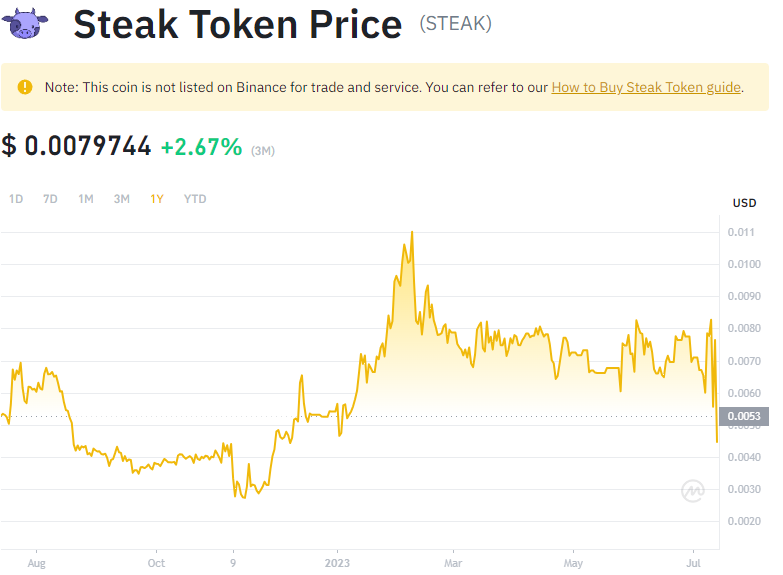 Steak Token Price (STEAK)
Note: This coin is not listed on Binance for trade and service. You can refer to our How to Buy Steak Token guide.
$ 0.0079744 +2.67% (3M)
1D 7D 1M 3M 1Y YTD
USD
0.011
0.0100
0.0090
0.0080
0.0070
0.0060
0.0053
0.0050
0.0040
0.0030
0.0020
Aug Oct 9 2023 Mar May Jul